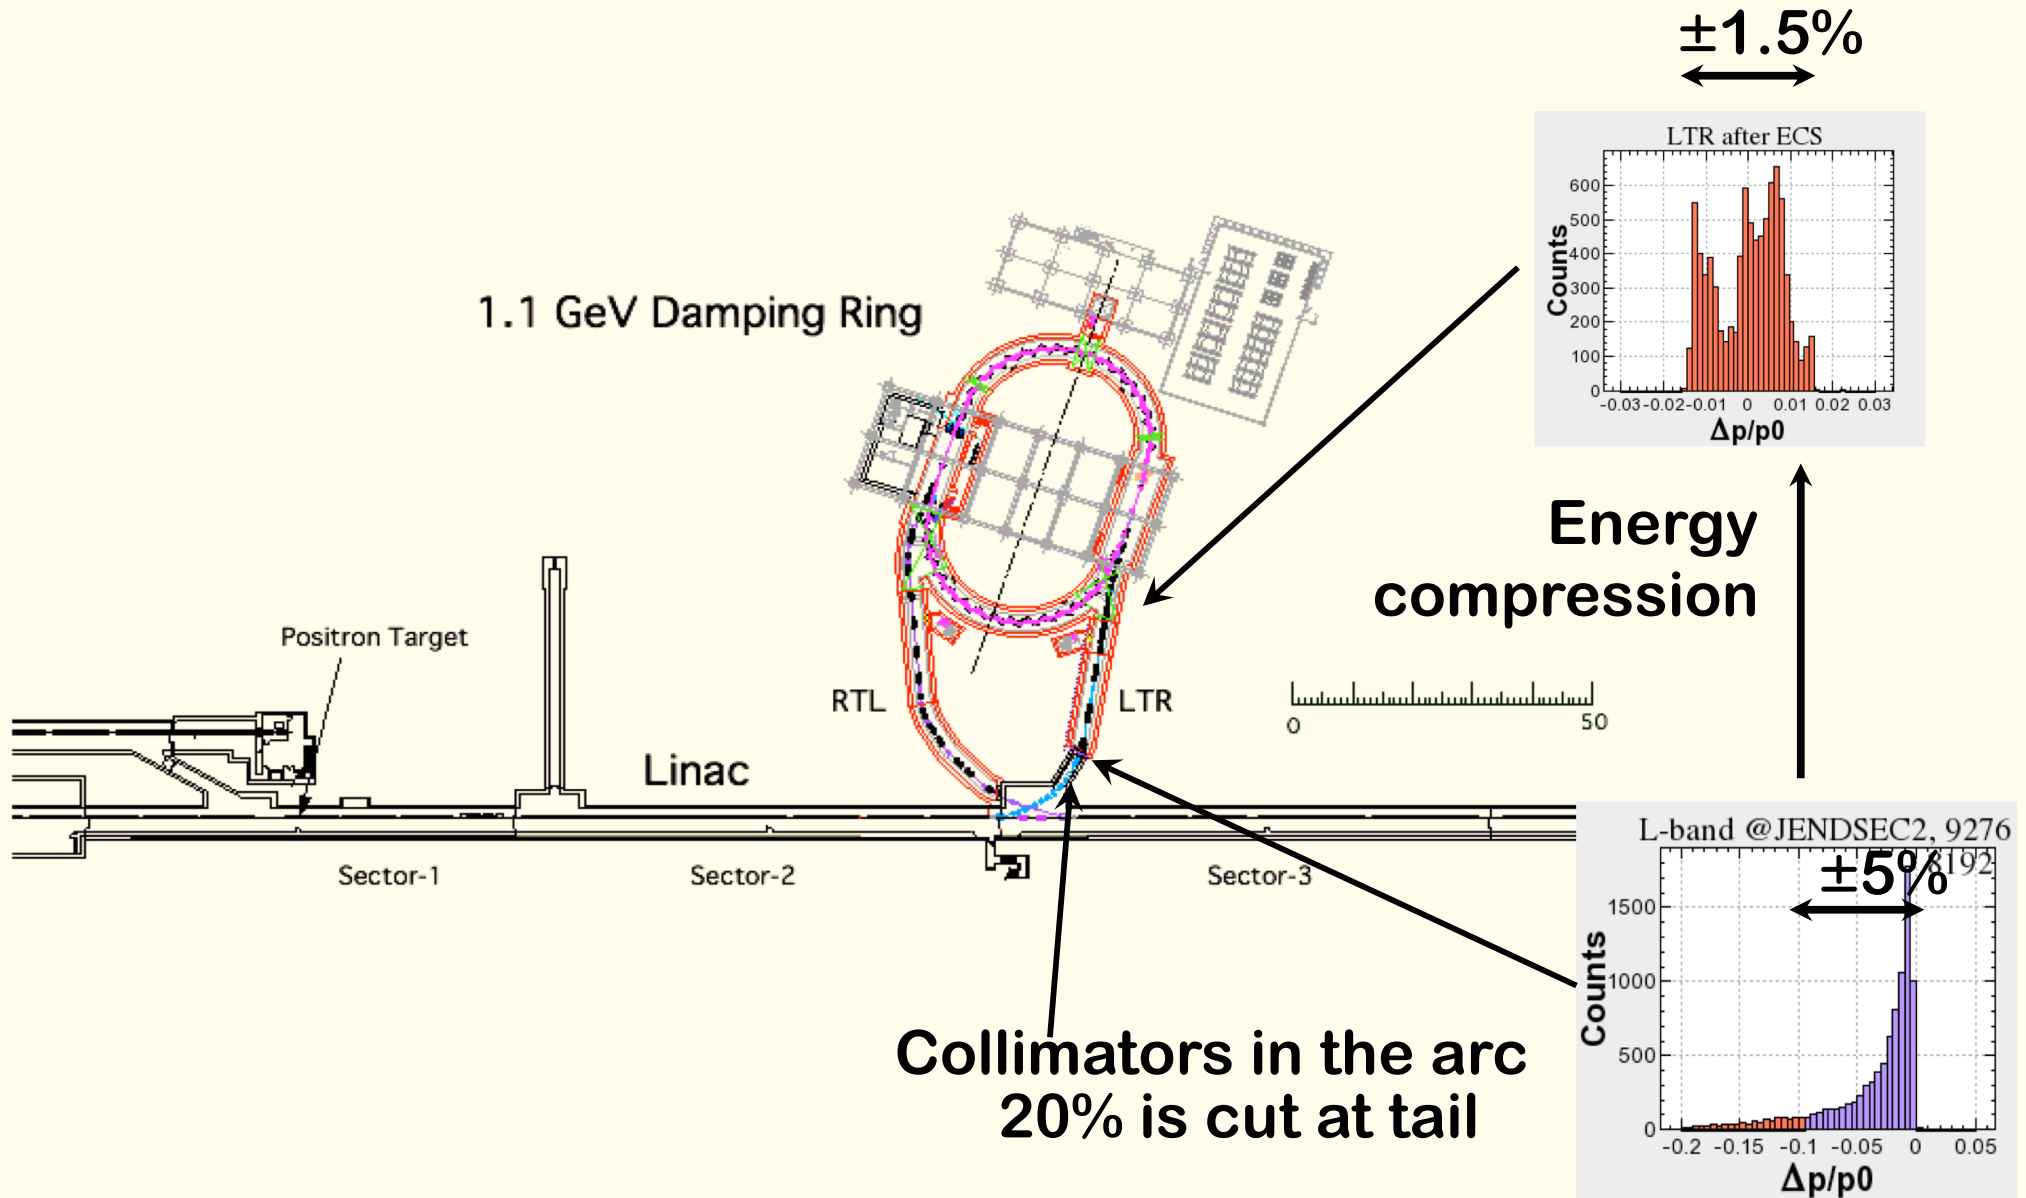 ±1.5%
LTR after ECS
600
500
400
300
200
100
0
Counts
-0.03 -0.02 -0.01 0 0.01 0.02 0.03
Δp/p0
1.1 GeV Damping Ring
Energy
compression
Positron Target
RTL
LTR
0 50
Linac
Sector-1
Sector-2
Sector-3
L-band @JENDSEC2, 9276
8192
±5%
1500
1000
500
0
Counts
-0.2 -0.15 -0.1 -0.05 0 0.05
Δp/p0
Collimators in the arc
20% is cut at tail